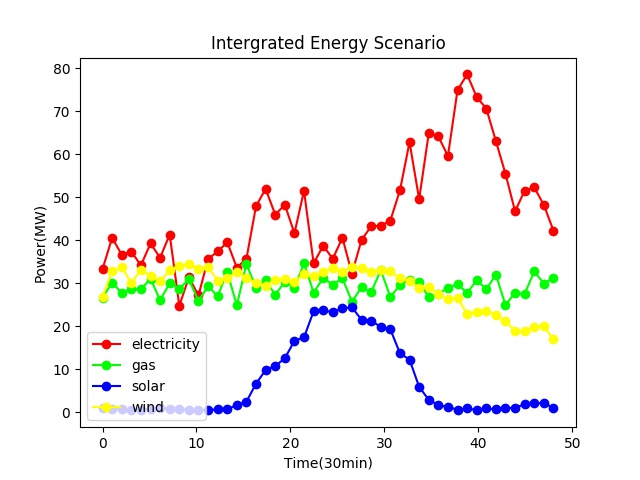 Intergrated Energy Scenario
Power(MW)
80
70
60
50
40
30
20
10
0
electricity
gas
solar
wind
0 10 20 30 40 50
Time(30min)